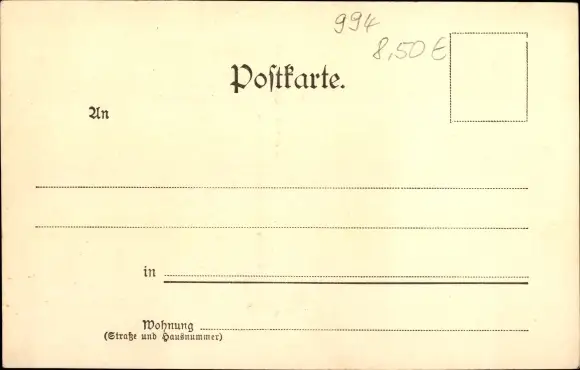 994
8,50 €
Postkarte.
An
in
Wohnung
(Straße und Hausnummer)